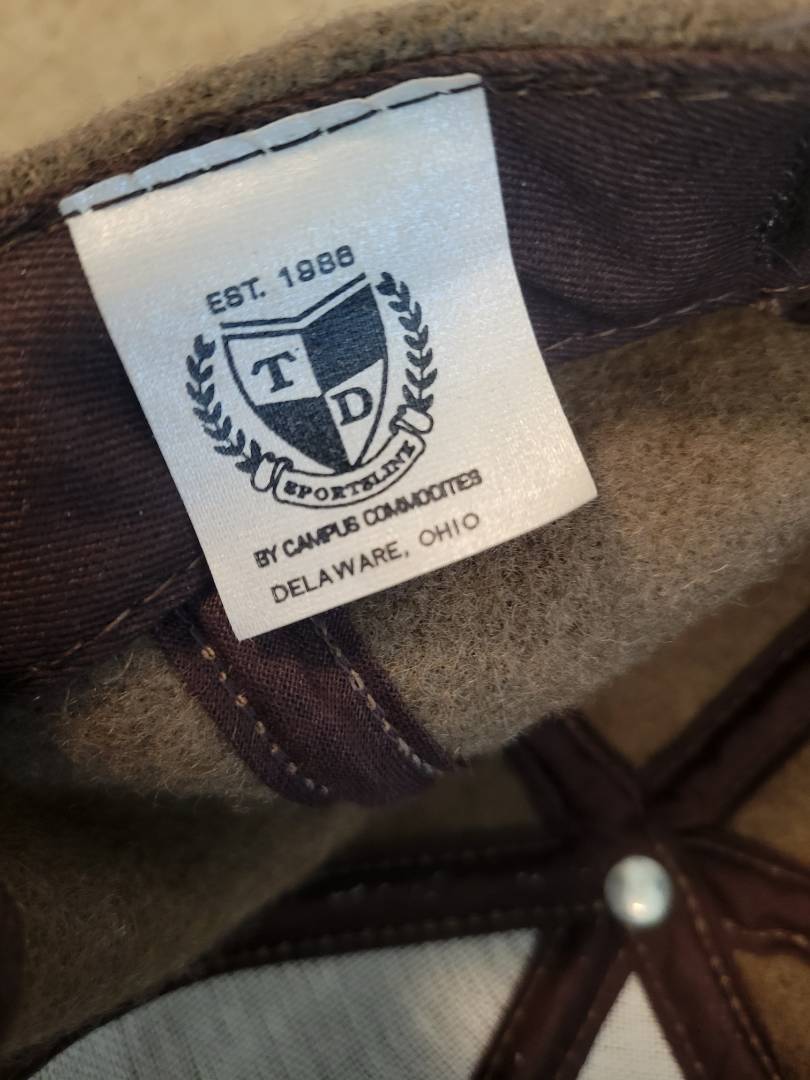 EST. 1988
T
D
SPORTSLINE
BY CAMPUS COMMODITES
DELAWARE, OHIO